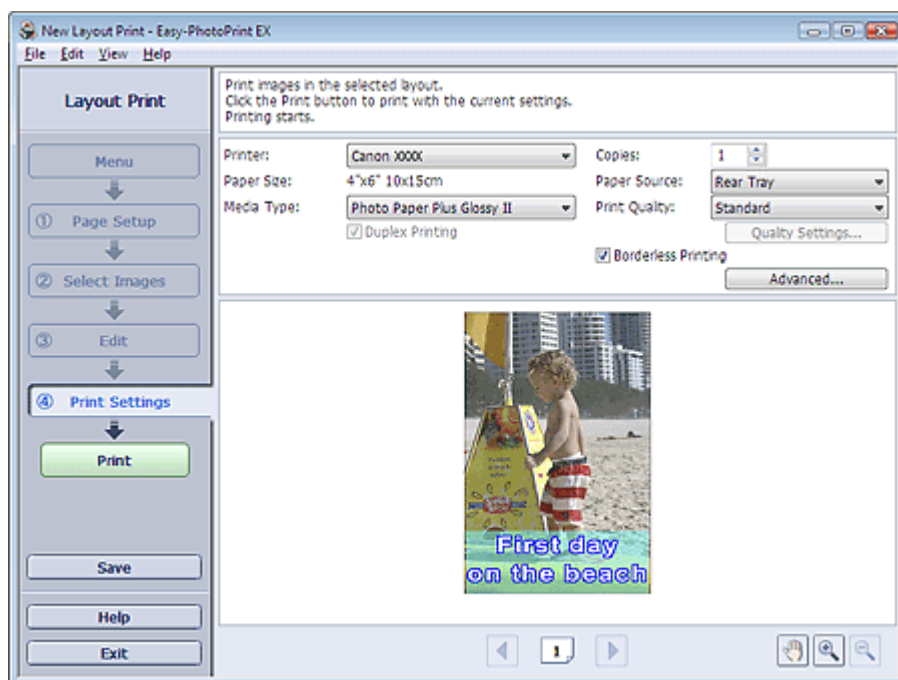 New Layout Print - Easy-PhotoPrint EX
File Edit View Help
Layout Print
Menu
① Page Setup
② Select Images
③ Edit
④ Print Settings
Print
Save
Help
Exit
Print images in the selected layout.
Click the Print button to print with the current settings.
Printing starts.
Printer: Canon XXXX
Copies: 1
Paper Size: 4"x6" 10x15cm
Paper Source: Rear Tray
Media Type: Photo Paper Plus Glossy II
Print Quality: Standard
Duplex Printing
Quality Settings...
Borderless Printing
Advanced...
First day
on the beach
1